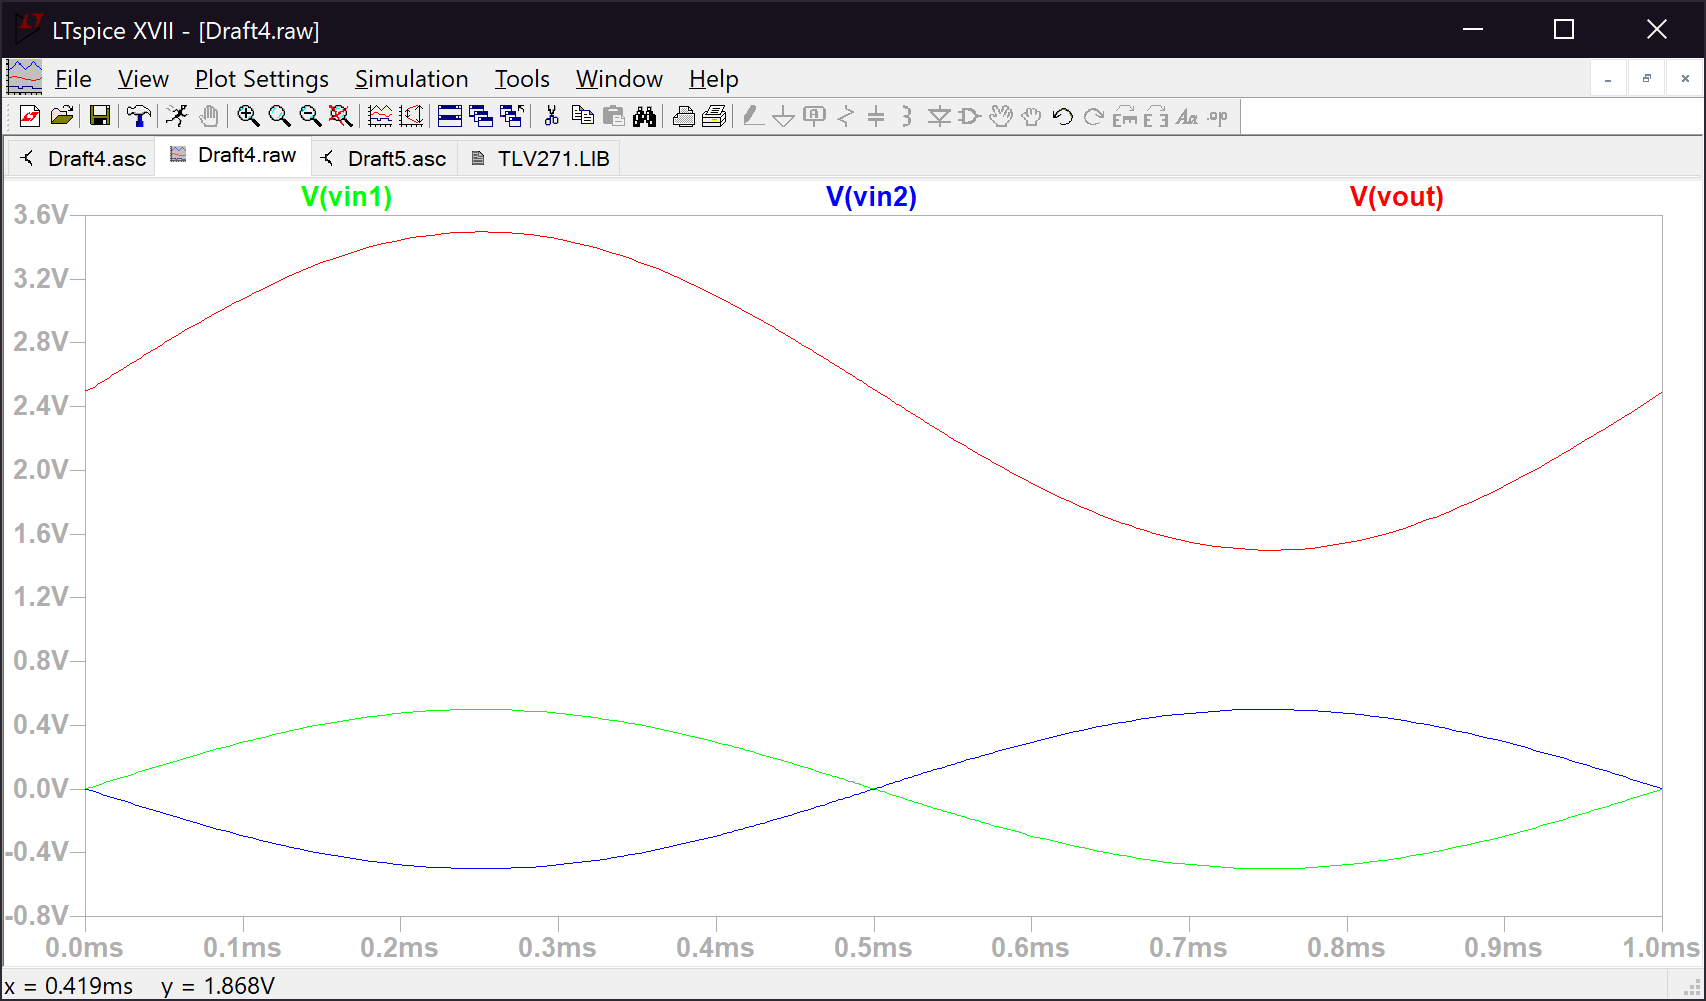 LTspice XVII - [Draft4.raw]
File View Plot Settings Simulation Tools Window Help
Draft4.asc Draft4.raw Draft5.asc TLV271.LIB
V(vin1) V(vin2) V(vout)
3.6V
3.2V
2.8V
2.4V
2.0V
1.6V
1.2V
0.8V
0.4V
0.0V
-0.4V
-0.8V
0.0ms 0.1ms 0.2ms 0.3ms 0.4ms 0.5ms 0.6ms 0.7ms 0.8ms 0.9ms 1.0ms
x = 0.419ms y = 1.868V